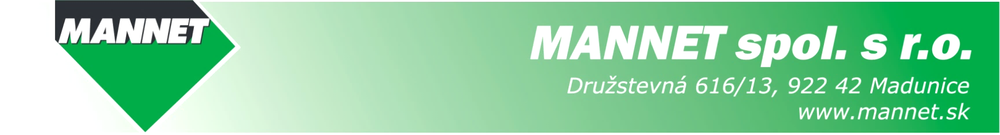 MANNET
MANNET spol. s r.o.
Družstevná 616/13, 922 42 Madunice
www.mannet.sk